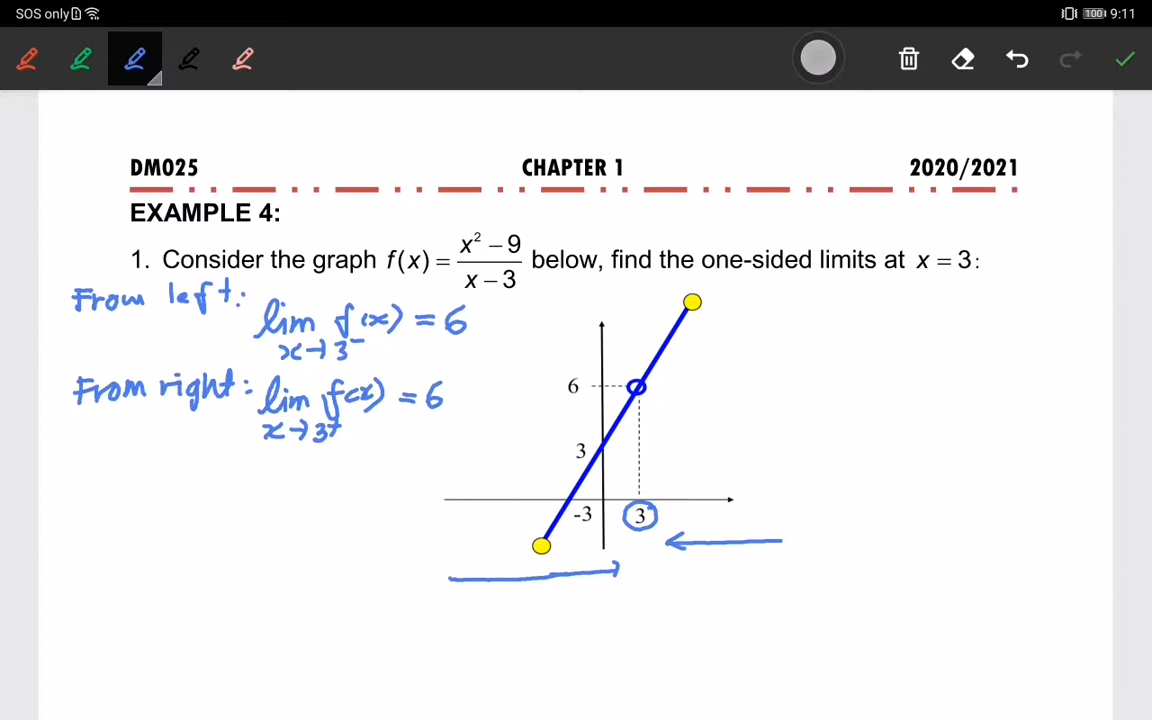 SOS only
100 9:11
DM025 CHAPTER 1 2020/2021
EXAMPLE 4:
1. Consider the graph f(x) = (x² – 9)/(x – 3) below, find the one-sided limits at x = 3:
From left: lim f(x) = 6
x→3⁻
From right: lim f(x) = 6
x→3⁺
6
3
-3 3